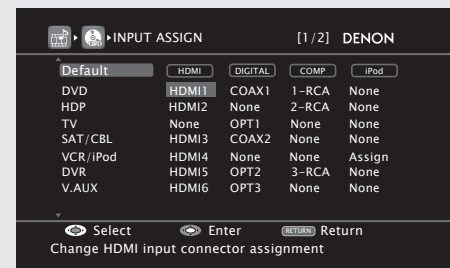 INPUT ASSIGN [1/2] DENON
Default HDMI DIGITAL COMP iPod
DVD HDMI1 COAX1 1-RCA None
HDP HDMI2 None 2-RCA None
TV None OPT1 None None
SAT/CBL HDMI3 COAX2 None None
VCR/iPod HDMI4 None None Assign
DVR HDMI5 OPT2 3-RCA None
V.AUX HDMI6 OPT3 None None
Select Enter RETURN Return
Change HDMI input connector assignment